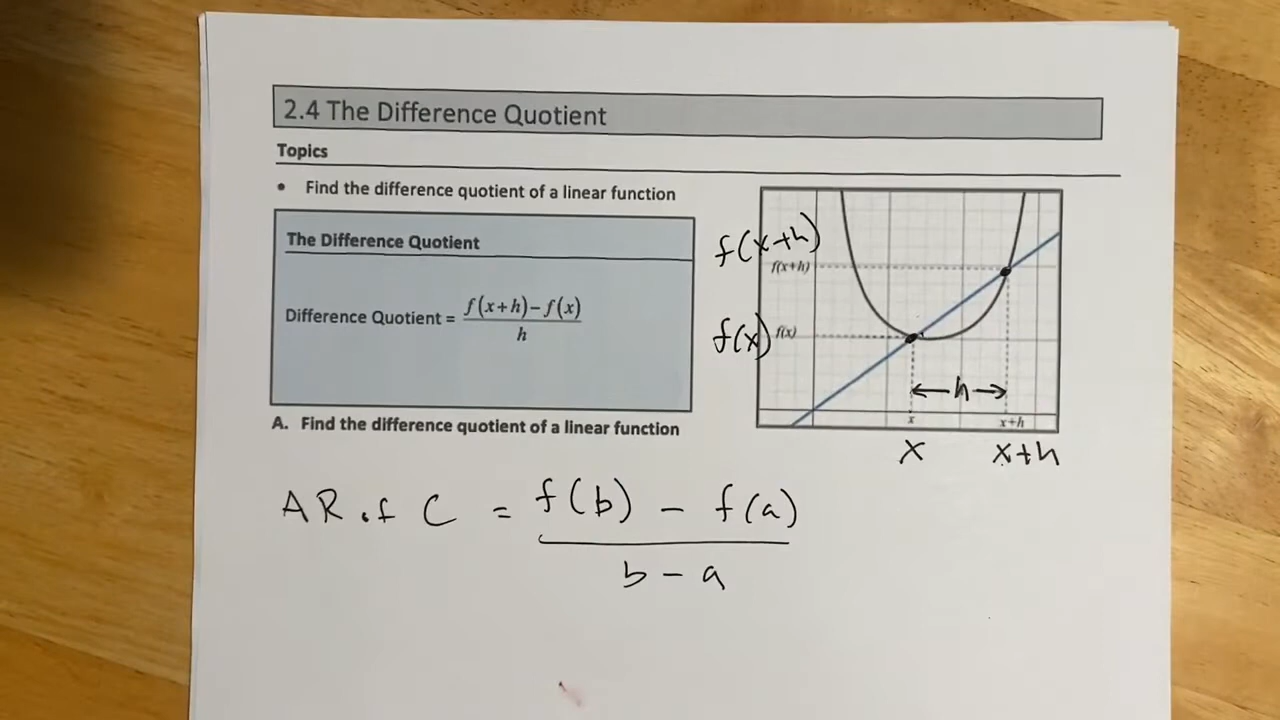 2.4 The Difference Quotient
Topics
• Find the difference quotient of a linear function
The Difference Quotient
Difference Quotient = f(x+h)−f(x)
h
f(x+h)
f(x+h)
f(x)
f(x)
h
x
x+h
x
x+h
A. Find the difference quotient of a linear function
AR of C = f(b) - f(a)
b - a